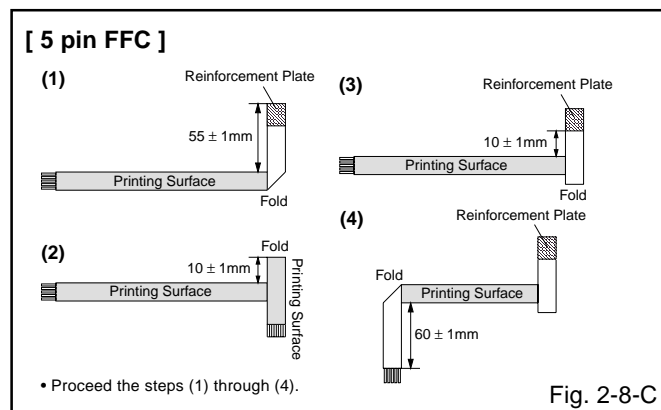 [ 5 pin FFC ]
(1)
Reinforcement Plate
55 ± 1mm
Printing Surface
Fold
(2)
Fold
10 ± 1mm
Printing Surface
Printing Surface
(3)
Reinforcement Plate
10 ± 1mm
Printing Surface
Fold
(4)
Reinforcement Plate
Fold
Printing Surface
60 ± 1mm
• Proceed the steps (1) through (4).
Fig. 2-8-C